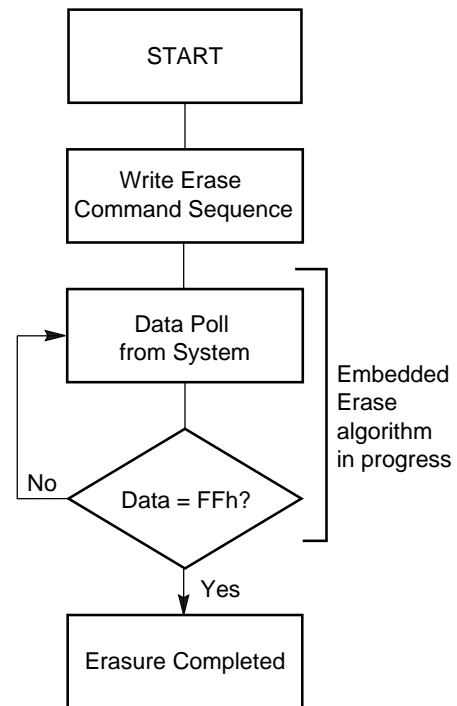 START
Write Erase
Command Sequence
Data Poll
from System
Embedded
Erase
algorithm
in progress
No
Data = FFh?
Yes
Erasure Completed